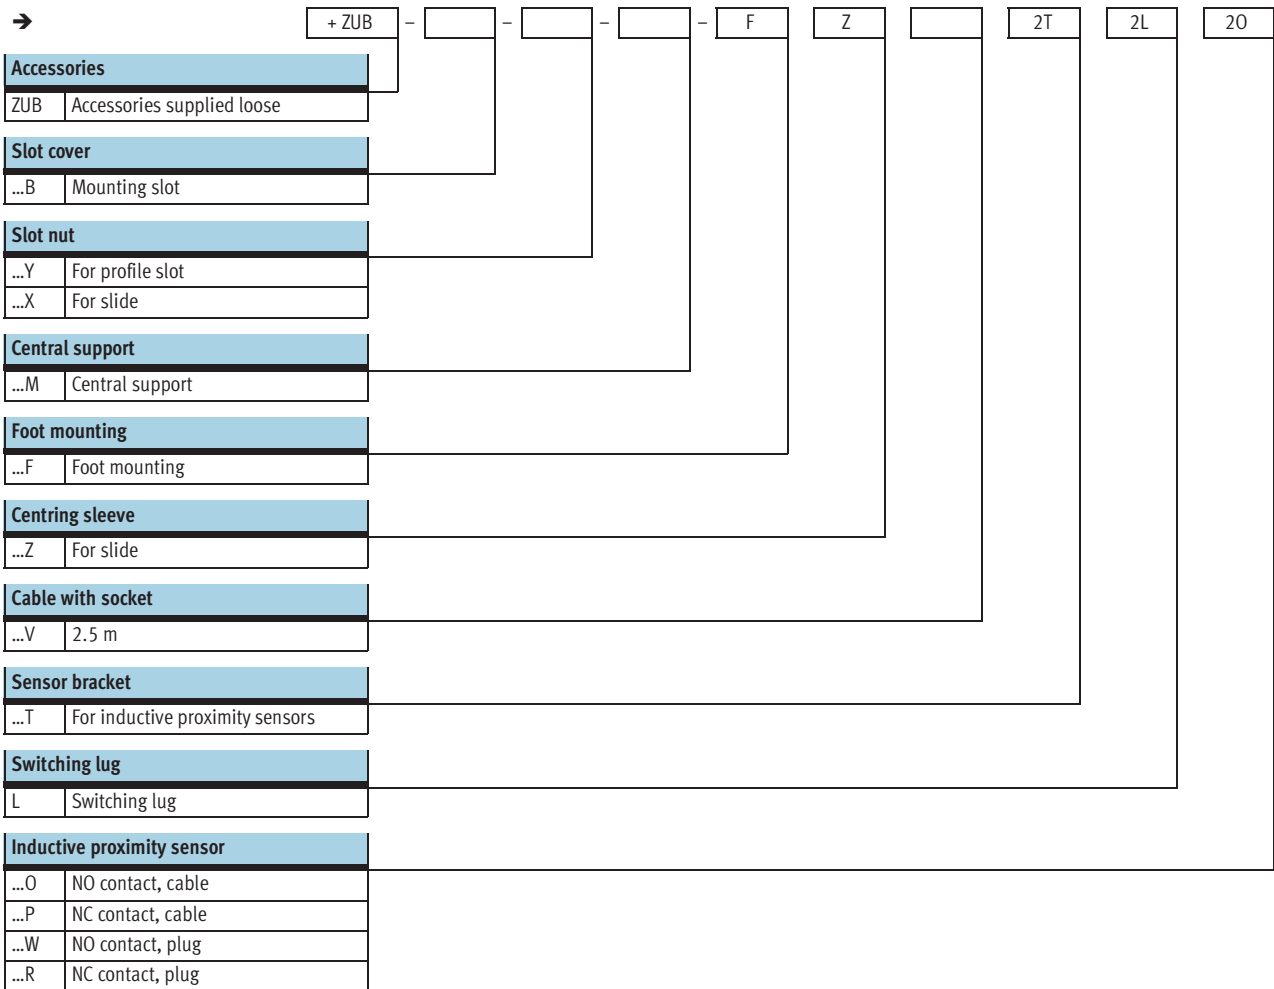 ➔ + ZUB – – – – F Z 2T 2L 2O
Accessories
ZUB Accessories supplied loose
Slot cover
...B Mounting slot
Slot nut
...Y For profile slot
...X For slide
Central support
...M Central support
Foot mounting
...F Foot mounting
Centring sleeve
...Z For slide
Cable with socket
...V 2.5 m
Sensor bracket
...T For inductive proximity sensors
Switching lug
L Switching lug
Inductive proximity sensor
...O NO contact, cable
...P NC contact, cable
...W NO contact, plug
...R NC contact, plug